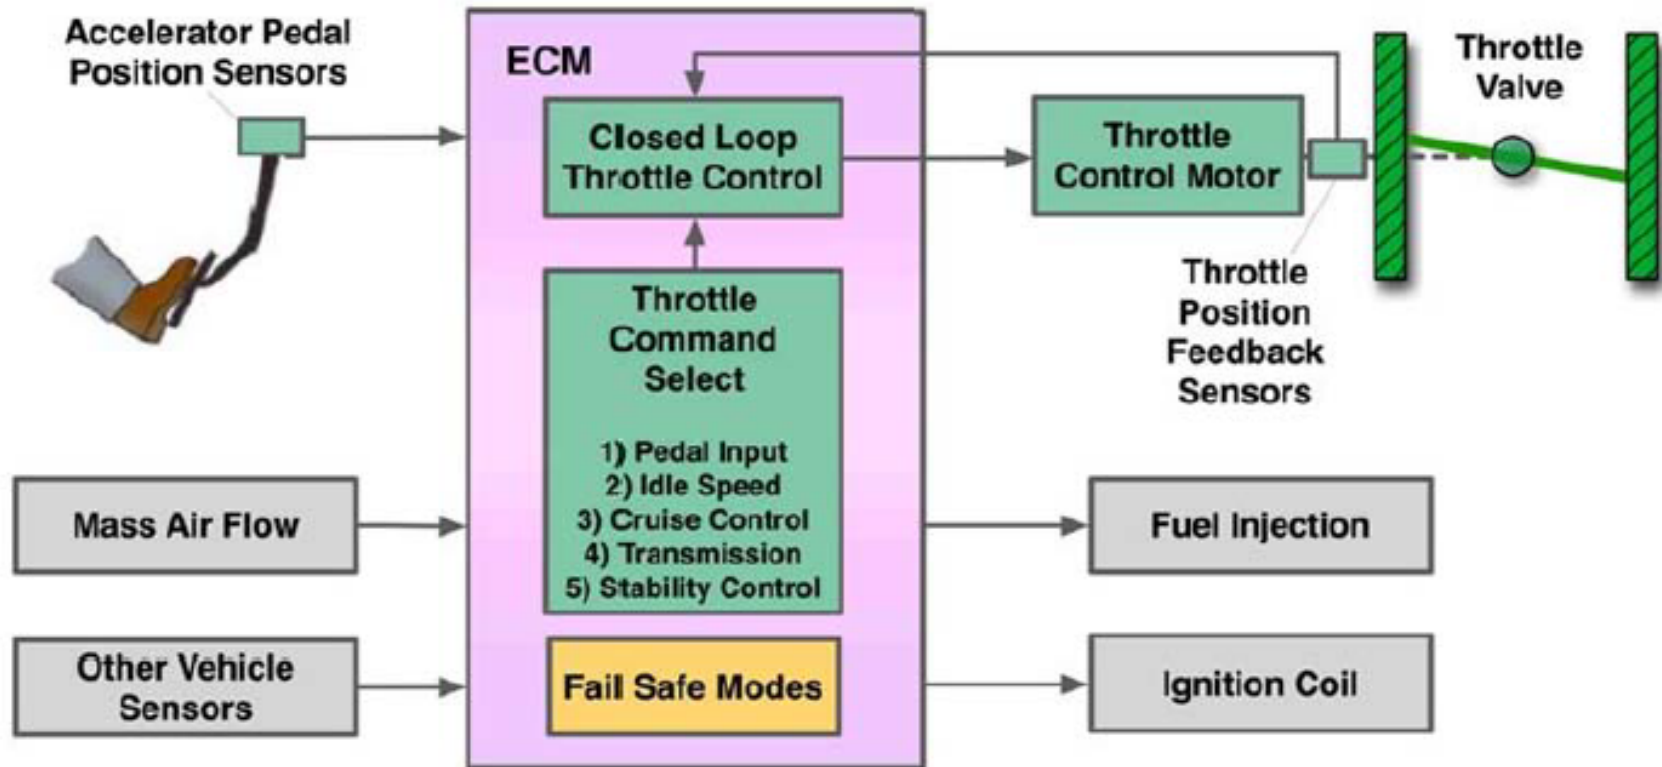 Accelerator Pedal
Position Sensors
ECM
Closed Loop
Throttle Control
Throttle
Control Motor
Throttle
Valve
Throttle
Position
Feedback
Sensors
Throttle
Command
Select
1) Pedal Input
2) Idle Speed
3) Cruise Control
4) Transmission
5) Stability Control
Mass Air Flow
Fuel Injection
Other Vehicle
Sensors
Fail Safe Modes
Ignition Coil